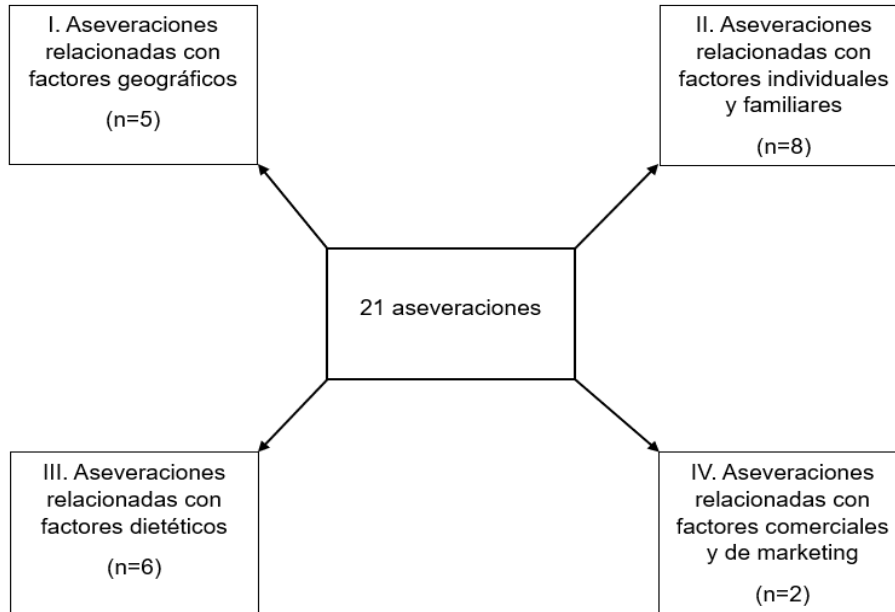 I. Aseveraciones
relacionadas con
factores geográficos
(n=5)
II. Aseveraciones
relacionadas con
factores individuales
y familiares
(n=8)
21 aseveraciones
III. Aseveraciones
relacionadas con
factores dietéticos
(n=6)
IV. Aseveraciones
relacionadas con
factores comerciales
y de marketing
(n=2)